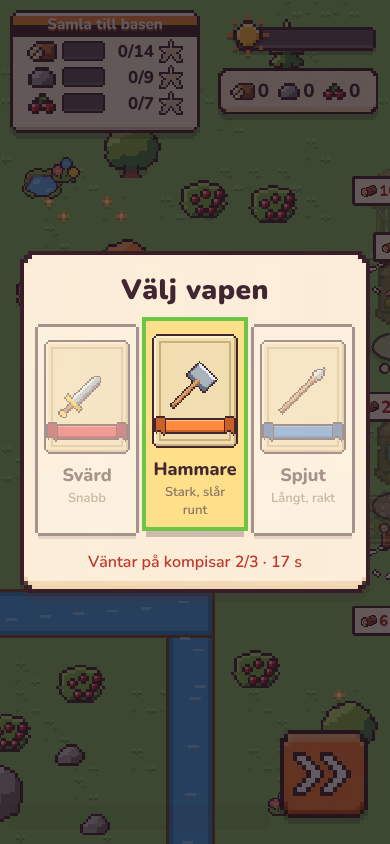 Samla till basen
0/14
0/9
0/7
0 0 0
Välj vapen
Svärd
Snabb
Hammare
Stark, slår
runt
Spjut
Långt, rakt
Väntar på kompisar 2/3 · 17 s
6